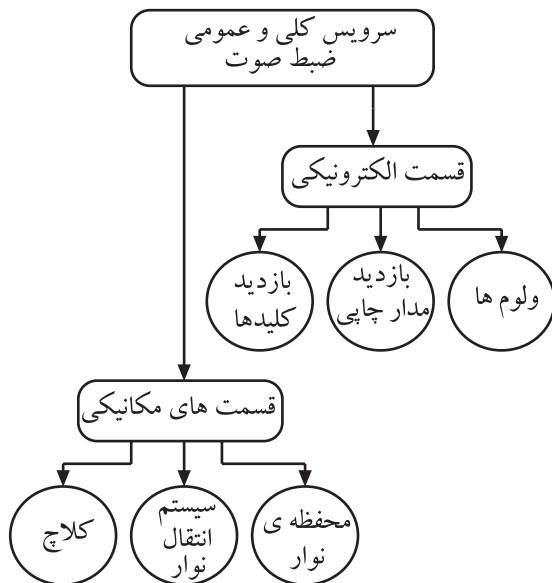 سرویس کلی و عمومی
ضبط صوت
قسمت الکترونیکی
ولوم ها
بازدید
مدار چاپی
بازدید
کلیدها
قسمت های مکانیکی
محفظه ی
نوار
سیستم
انتقال
نوار
کلاچ